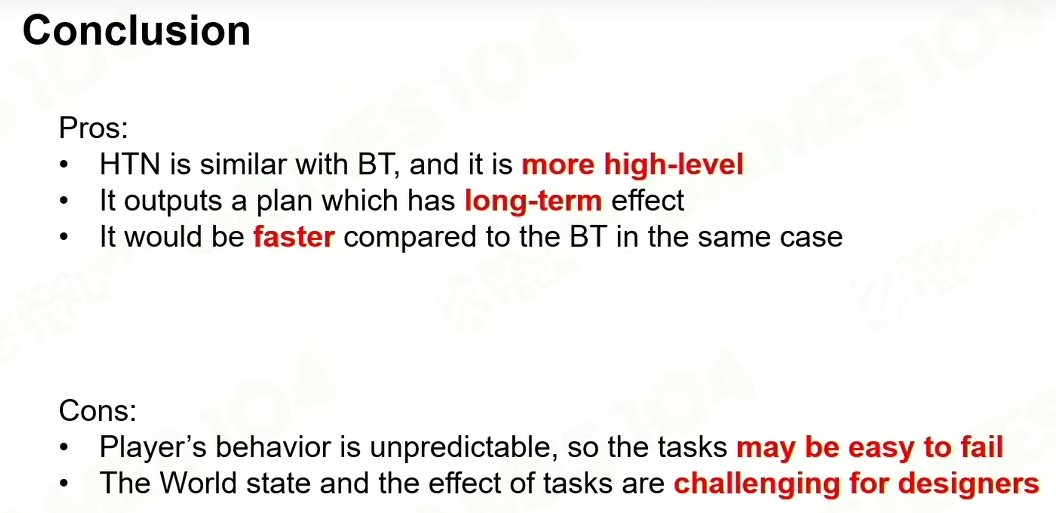 Conclusion
Pros:
• HTN is similar with BT, and it is more high-level
• It outputs a plan which has long-term effect
• It would be faster compared to the BT in the same case
Cons:
• Player’s behavior is unpredictable, so the tasks may be easy to fail
• The World state and the effect of tasks are challenging for designers